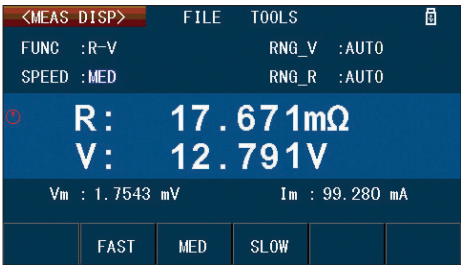 <MEAS DISP> FILE TOOLS
FUNC :R-V RNG_V :AUTO
SPEED :MED RNG_R :AUTO
R: 17.671mΩ
V: 12.791V
Vm : 1.7543 mV Im : 99.280 mA
FAST MED SLOW